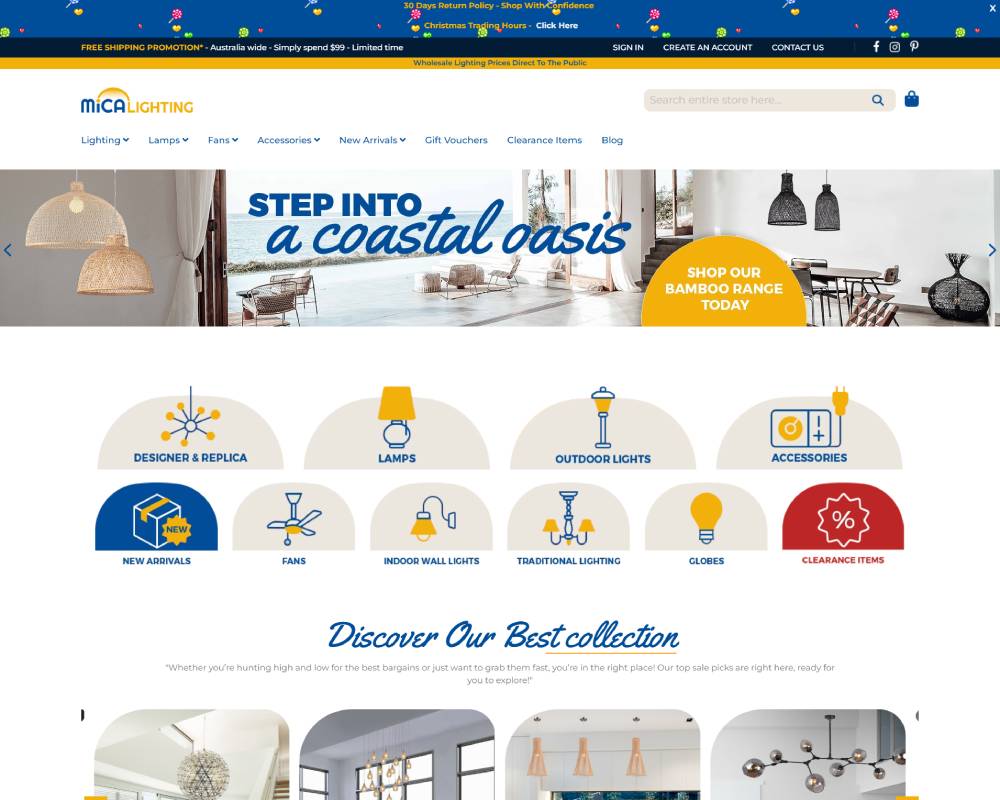 30 Days Return Policy - Shop With Confidence
X
Christmas Trading Hours - Click Here
FREE SHIPPING PROMOTION* - Australia wide - Simply spend $99 - Limited time
SIGN IN CREATE AN ACCOUNT CONTACT US
Wholesale Lighting Prices Direct To The Public
MiCA LIGHTING
Search entire store here...
Lighting Lamps Fans Accessories New Arrivals Gift Vouchers Clearance Items Blog
STEP INTO
a coastal oasis
SHOP OUR
BAMBOO RANGE
TODAY
DESIGNER & REPLICA
LAMPS
OUTDOOR LIGHTS
ACCESSORIES
NEW
%
NEW ARRIVALS
FANS
INDOOR WALL LIGHTS
TRADITIONAL LIGHTING
GLOBES
CLEARANCE ITEMS
Discover Our Best collection
"Whether you're hunting high and low for the best bargains or just want to grab them fast, you're in the right place! Our top sale picks are right here, ready for
you to explore!"